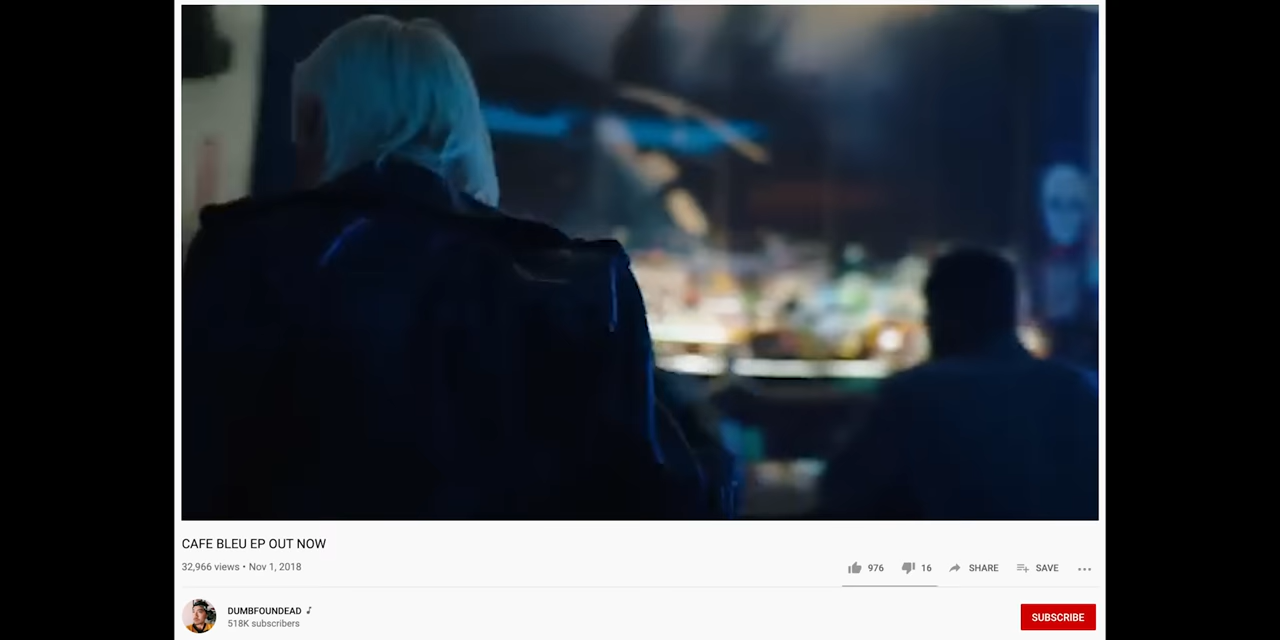 CAFE BLEU EP OUT NOW
32,966 views • Nov 1, 2018
976 16 SHARE SAVE
DUMBFOUNDEAD
518K subscribers
SUBSCRIBE